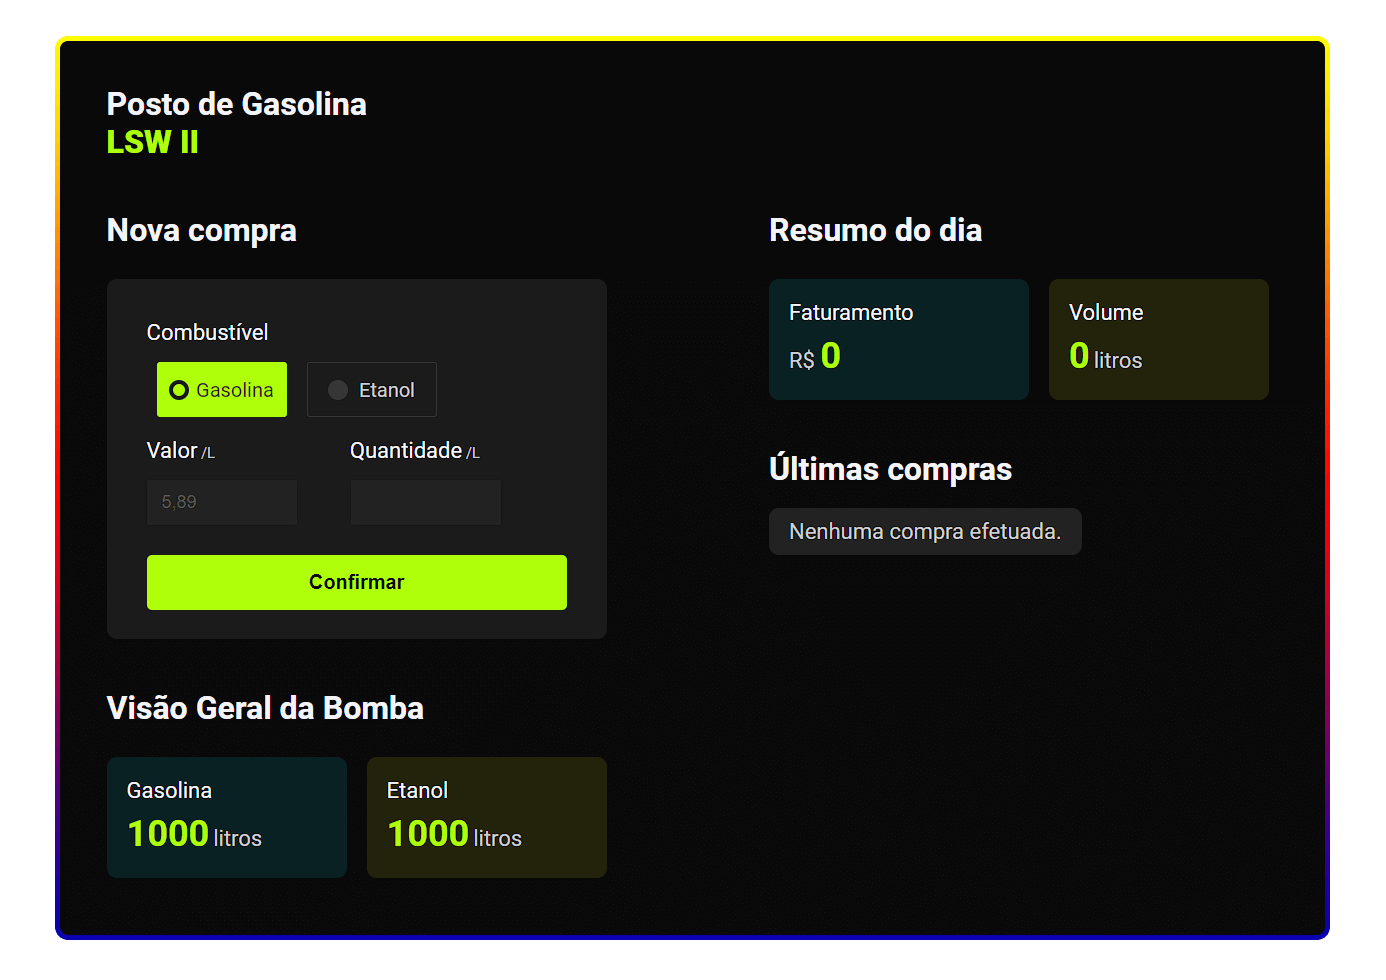 Posto de Gasolina
LSW II
Nova compra
Combustível
Gasolina Etanol
Valor /L Quantidade /L
5,89
Confirmar
Visão Geral da Bomba
Gasolina
1000 litros
Etanol
1000 litros
Resumo do dia
Faturamento
R$ 0
Volume
0 litros
Últimas compras
Nenhuma compra efetuada.